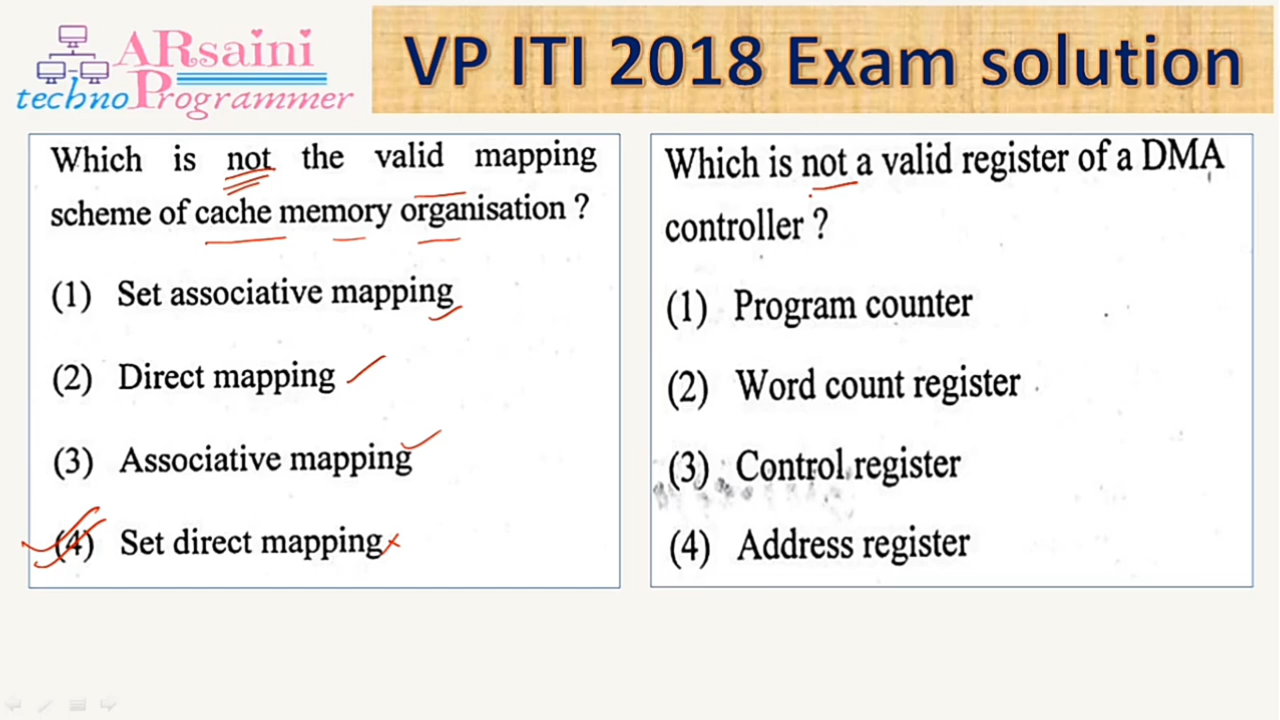 ARsaini
techno Programmer
VP ITI 2018 Exam solution
Which is not the valid mapping
scheme of cache memory organisation ?
(1) Set associative mapping
(2) Direct mapping
(3) Associative mapping
(4) Set direct mapping
Which is not a valid register of a DMA
controller ?
(1) Program counter
(2) Word count register
(3) Control register
(4) Address register